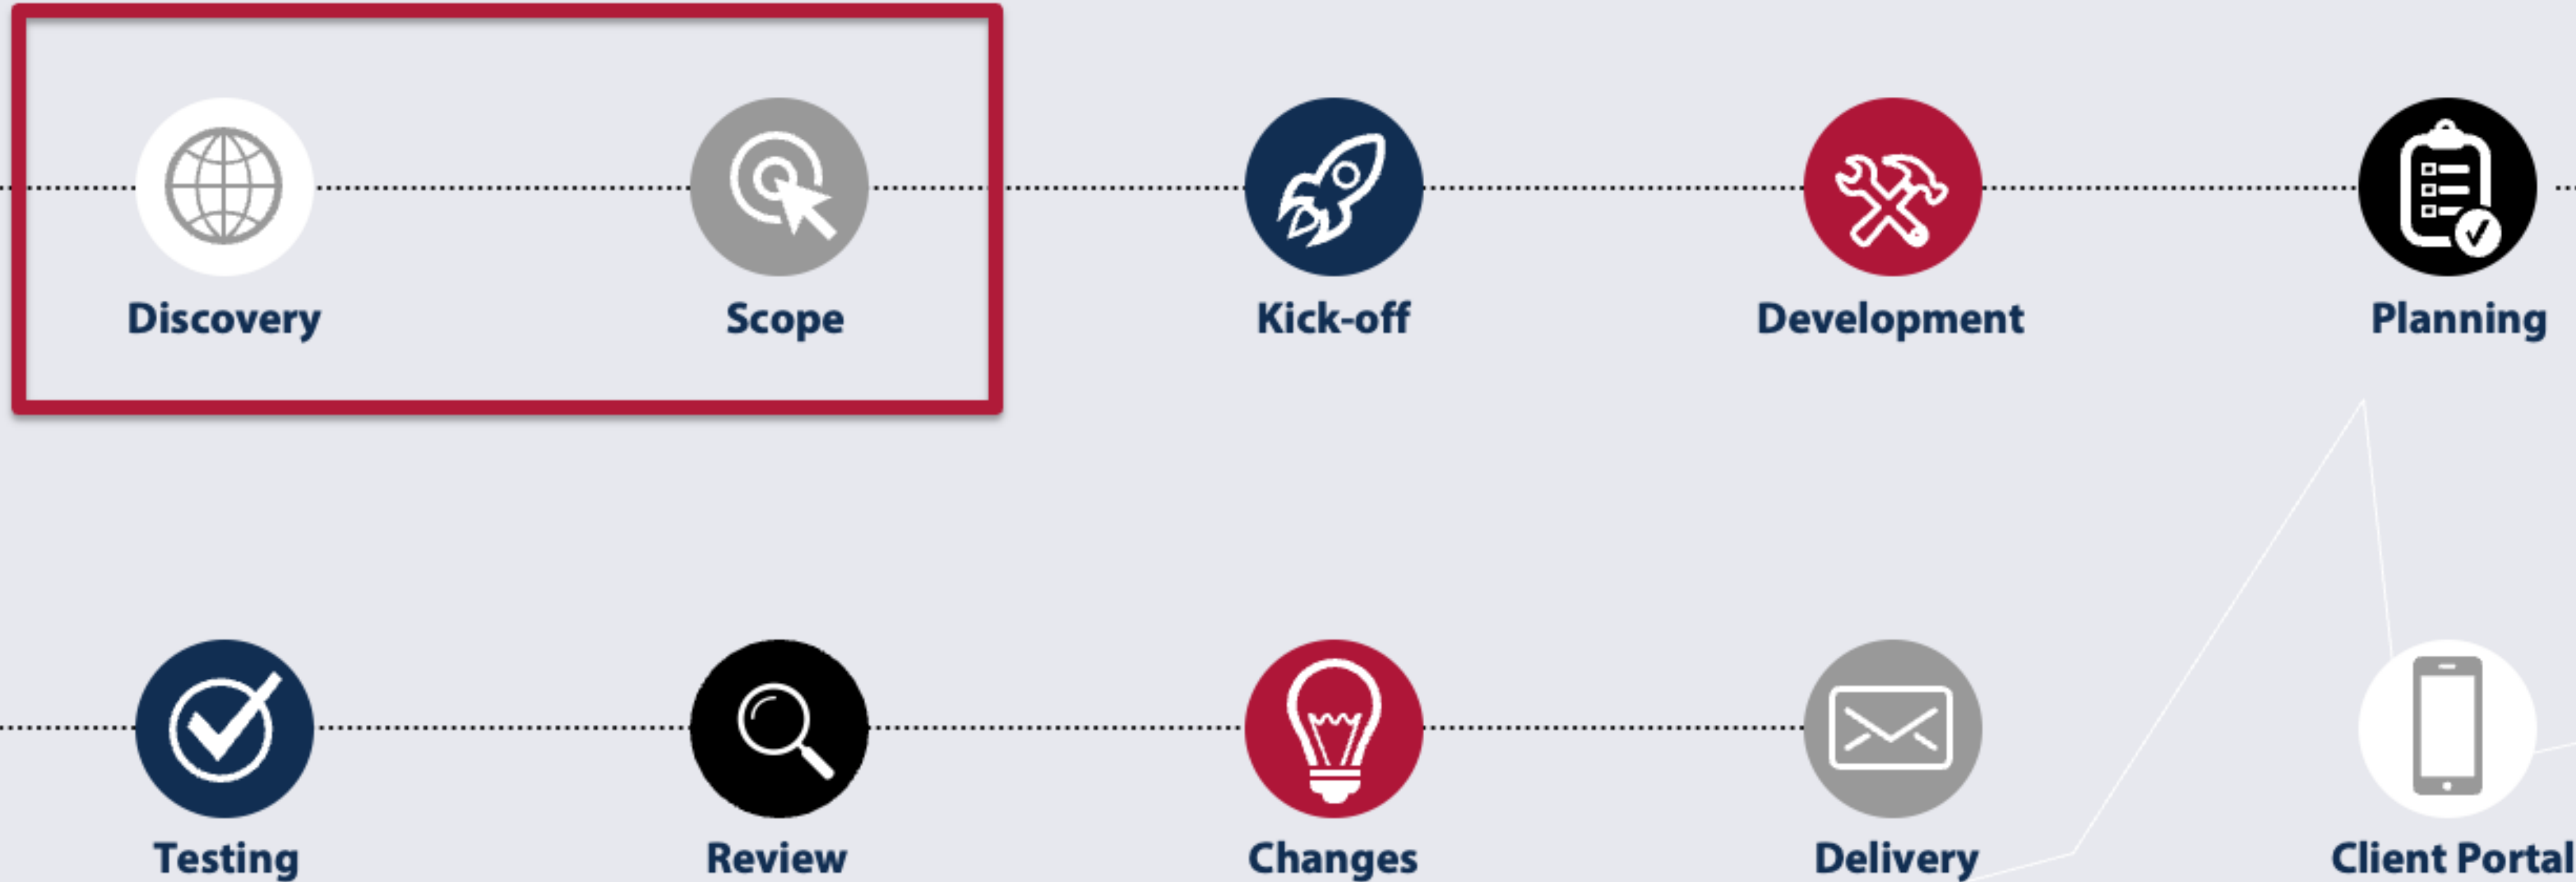 Discovery
Scope
Kick-off
Development
Planning
Testing
Review
Changes
Delivery
Client Portal